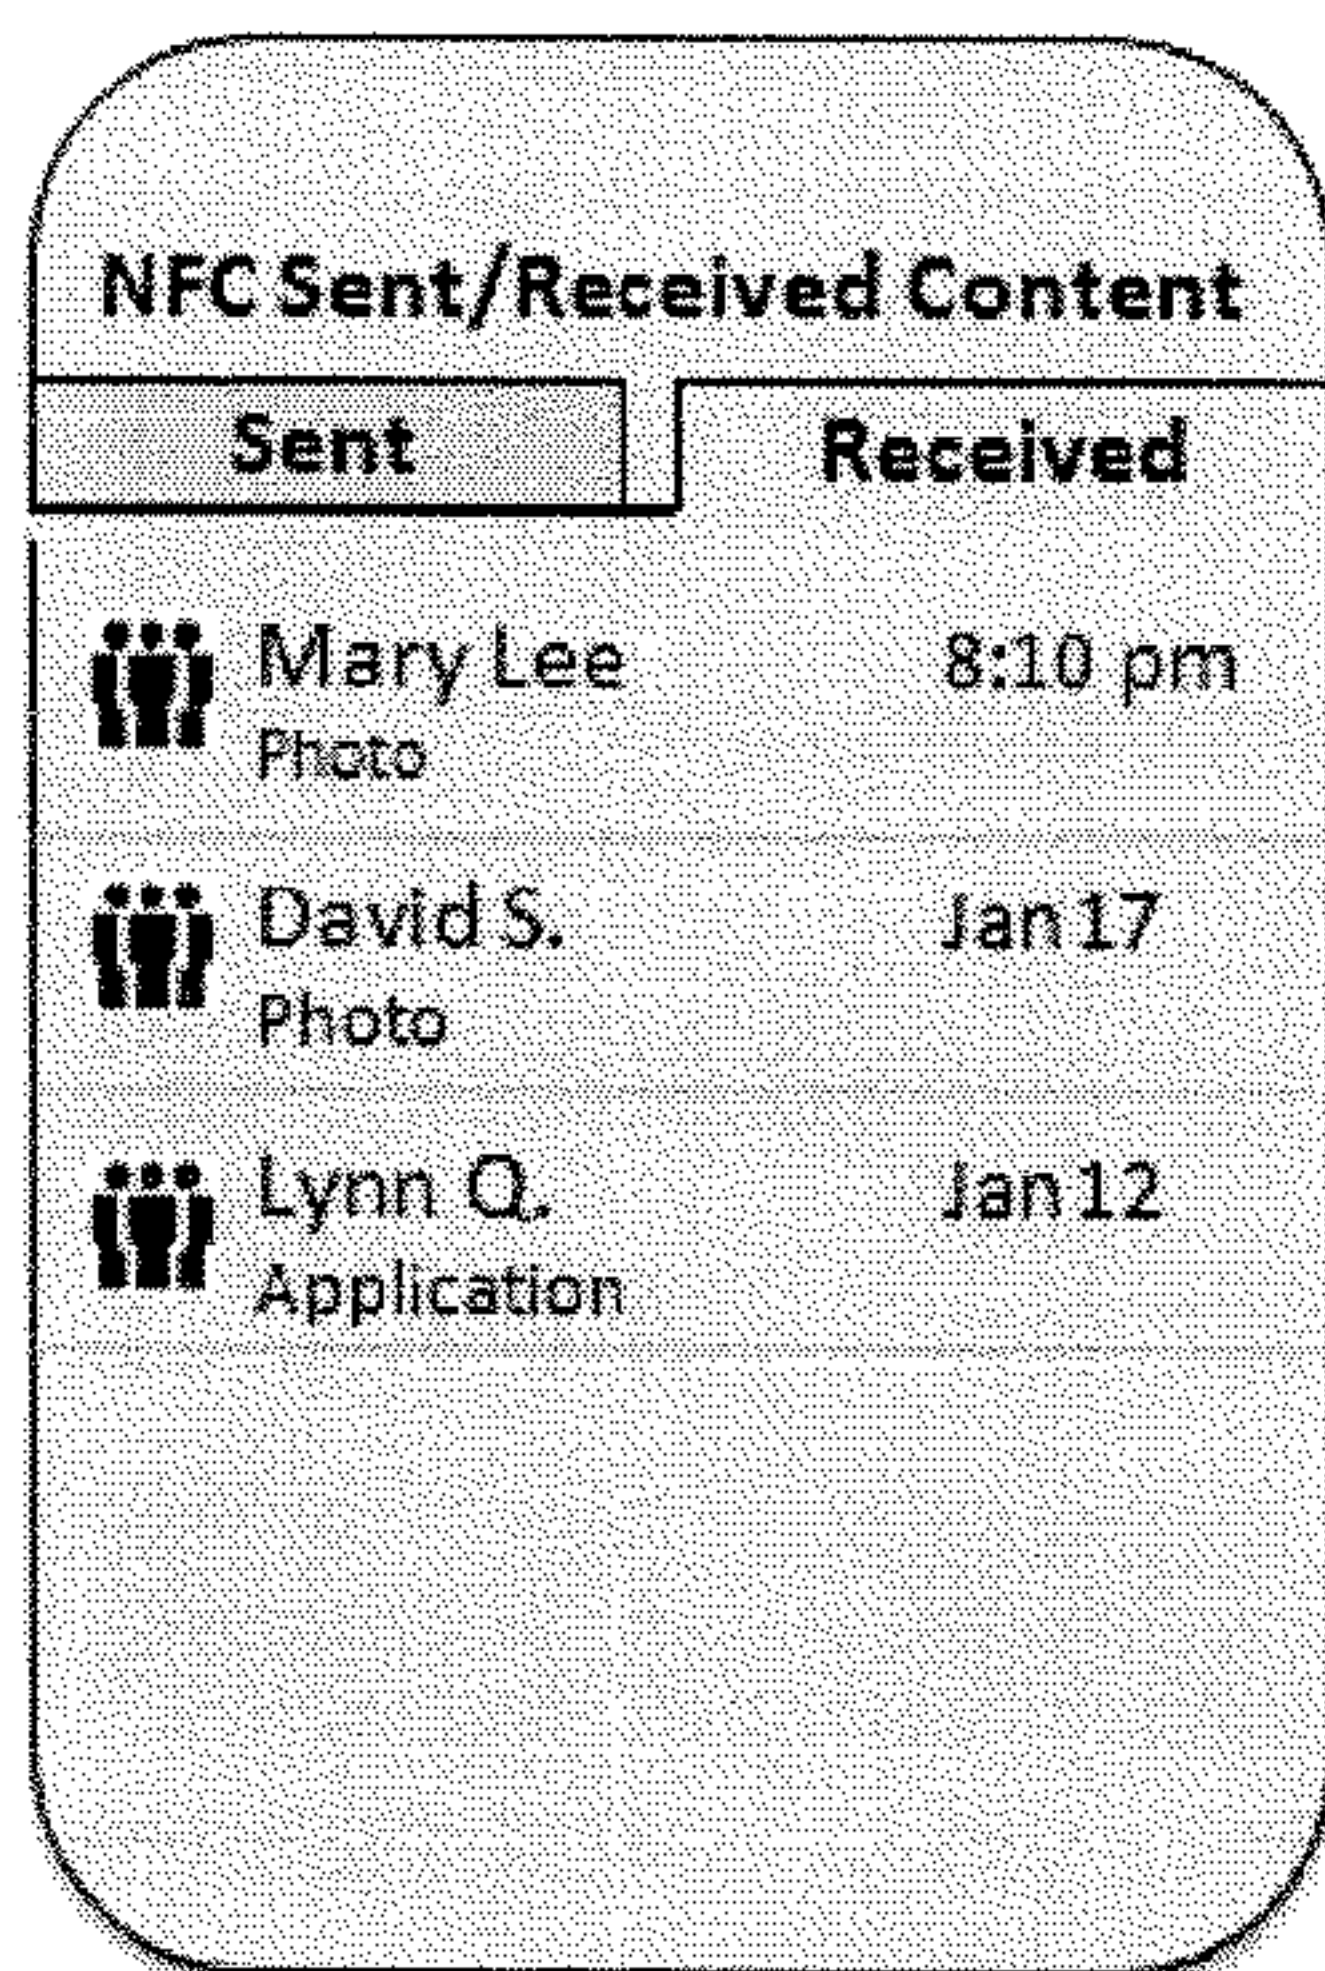 NFC Sent/Received Content
Sent Received
Mary Lee 8:10 pm
Photo
David S. Jan 17
Photo
Lynn Q. Jan 12
Application